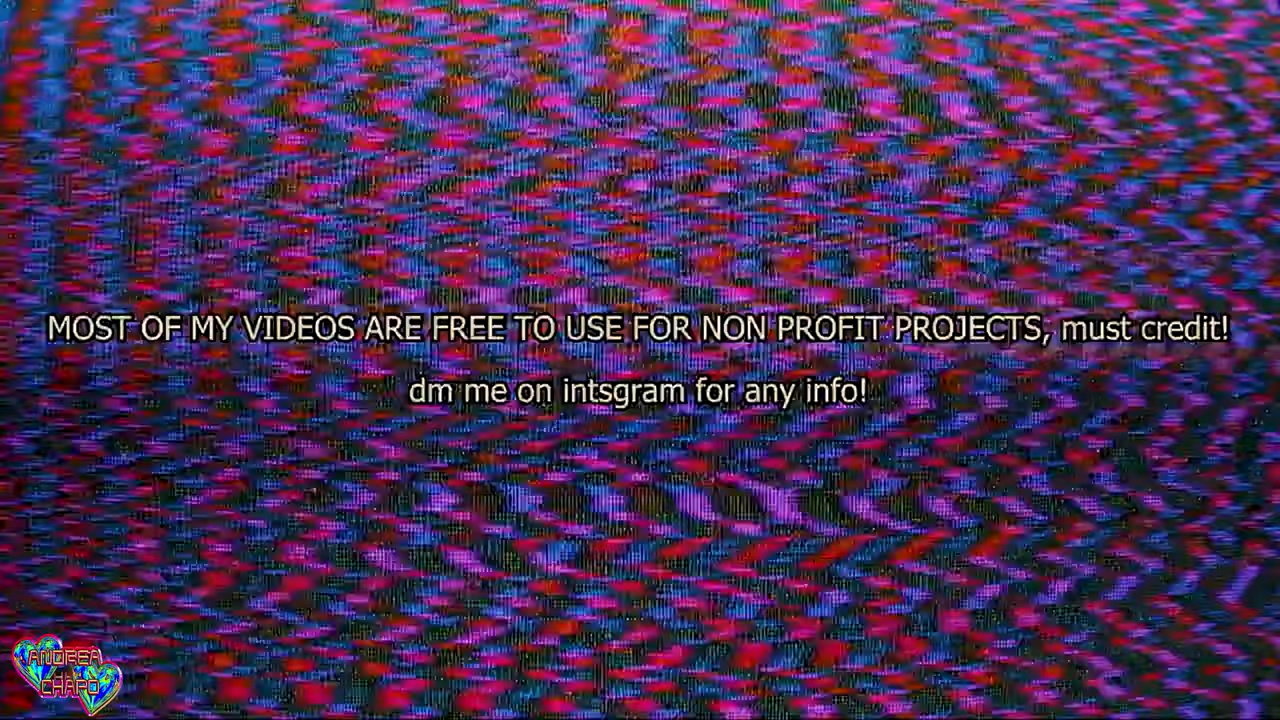 MOST OF MY VIDEOS ARE FREE TO USE FOR NON PROFIT PROJECTS, must credit!
dm me on intsgram for any info!
ANDREA
CHAPO